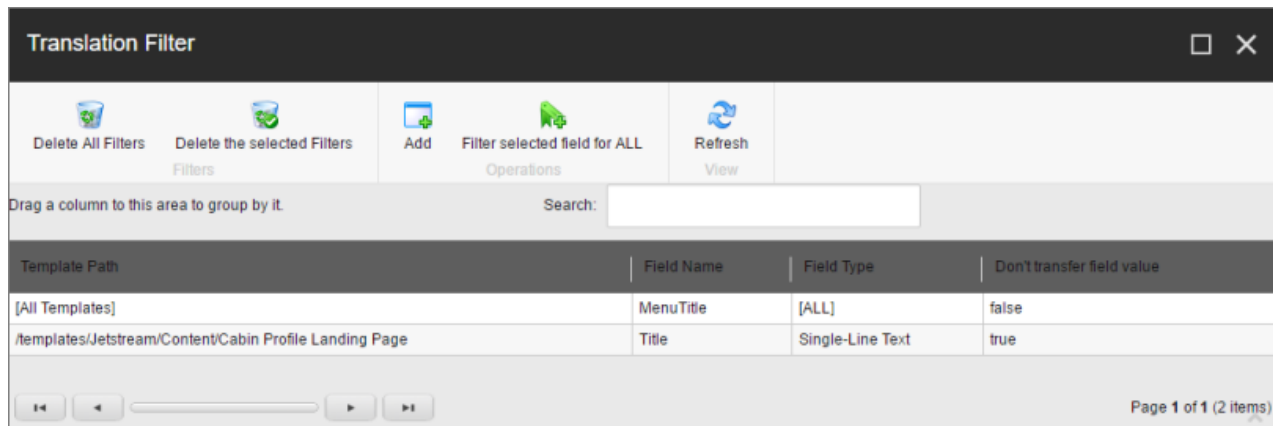 Translation Filter
Delete All Filters Delete the selected Filters Add Filter selected field for ALL Refresh
Filters Operations View
Drag a column to this area to group by it. Search:
Template Path Field Name Field Type Don't transfer field value
[All Templates] MenuTitle [ALL] false
/templates/Jetstream/Content/Cabin Profile Landing Page Title Single-Line Text true
Page 1 of 1 (2 items)